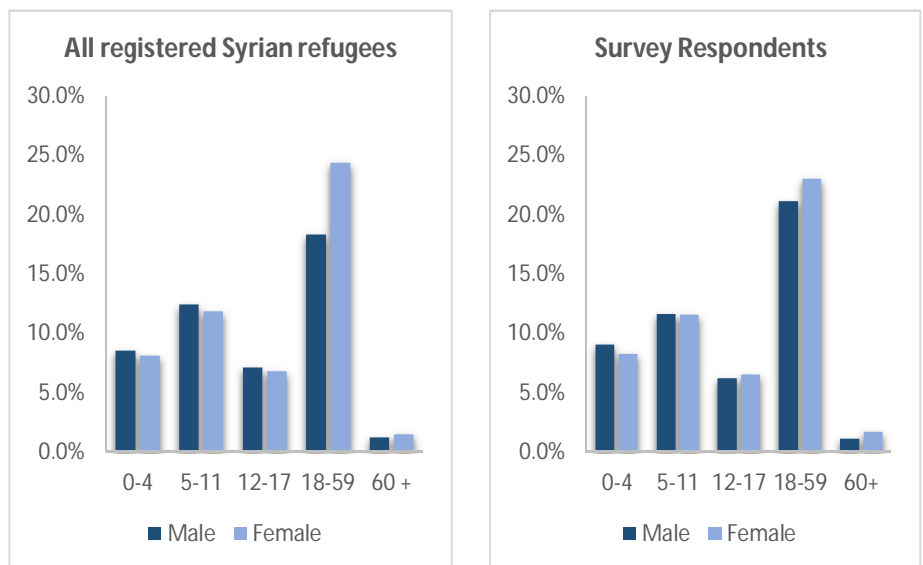 All registered Syrian refugees
30.0%
25.0%
20.0%
15.0%
10.0%
5.0%
0.0%
0-4 5-11 12-17 18-59 60 +
Male Female
Survey Respondents
30.0%
25.0%
20.0%
15.0%
10.0%
5.0%
0.0%
0-4 5-11 12-17 18-59 60+
Male Female